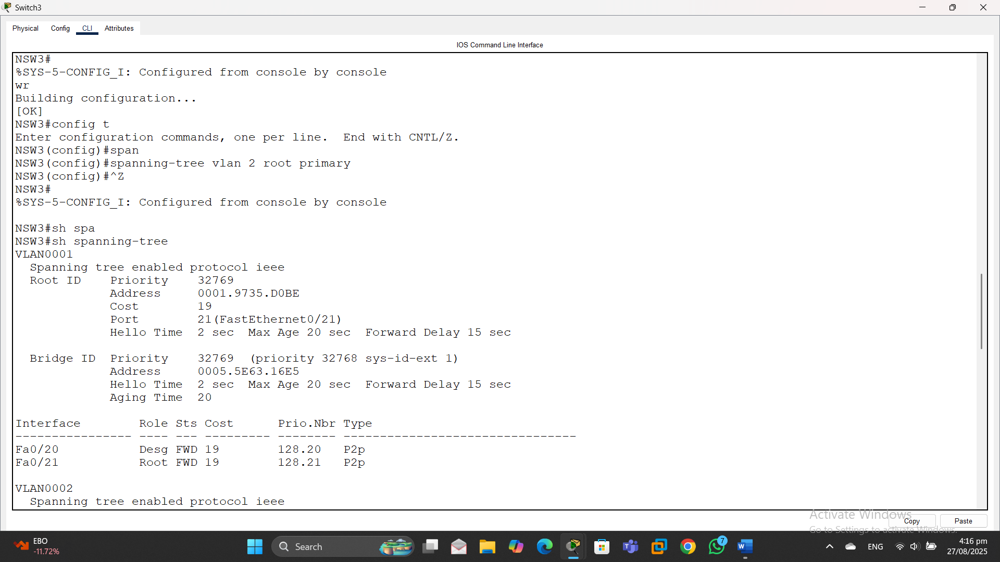 Switch3
Physical Config CLI Attributes
IOS Command Line Interface
NSW3#
%SYS-5-CONFIG_I: Configured from console by console
wr
Building configuration...
[OK]
NSW3#config t
Enter configuration commands, one per line.  End with CNTL/Z.
NSW3(config)#span
NSW3(config)#spanning-tree vlan 2 root primary
NSW3(config)#^Z
NSW3#
%SYS-5-CONFIG_I: Configured from console by console
NSW3#sh spa
NSW3#sh spanning-tree
VLAN0001
  Spanning tree enabled protocol ieee
  Root ID    Priority    32769
             Address     0001.9735.D0BE
             Cost        19
             Port        21(FastEthernet0/21)
             Hello Time  2 sec  Max Age 20 sec  Forward Delay 15 sec
  Bridge ID  Priority    32769  (priority 32768 sys-id-ext 1)
             Address     0005.5E63.16E5
             Hello Time  2 sec  Max Age 20 sec  Forward Delay 15 sec
             Aging Time  20
Interface        Role Sts Cost      Prio.Nbr Type
---------------- ---- --- --------- -------- --------------------------------
Fa0/20           Desg FWD 19        128.20   P2p
Fa0/21           Root FWD 19        128.21   P2p
VLAN0002
  Spanning tree enabled protocol ieee
Activate Windows
Go to Settings to activate Windows.
Copy Paste
EBO
-11.72%
Search
7
ENG
4:16 pm
27/08/2025